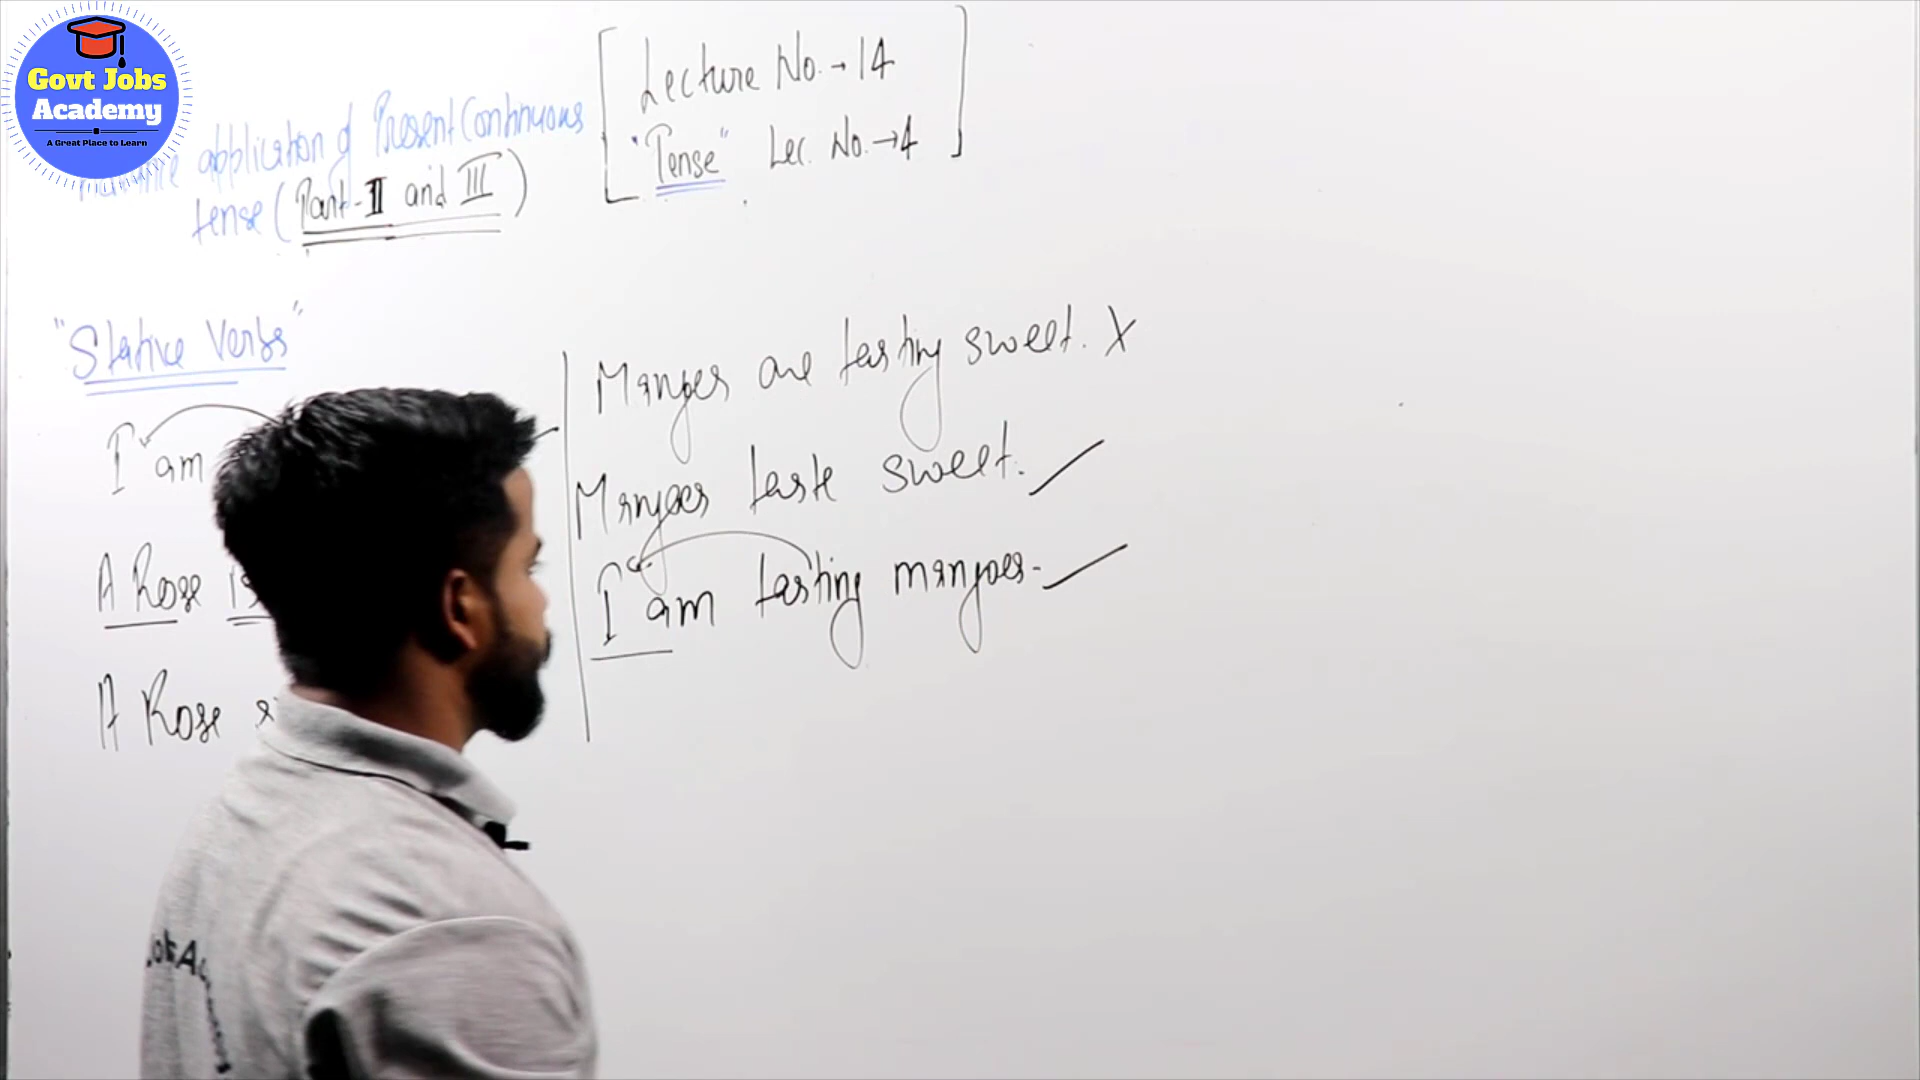 Govt Jobs
Academy
A Great Place to Learn
application of Present Continuous
tense (Part-II and III)
Lecture No. → 14
"Tense" Lec. No. → 4
"Stative Verbs"
I am
A Rose is
A Rose
Mangoes are tasting sweet. X
Mangoes taste sweet.
I am tasting mangoes.